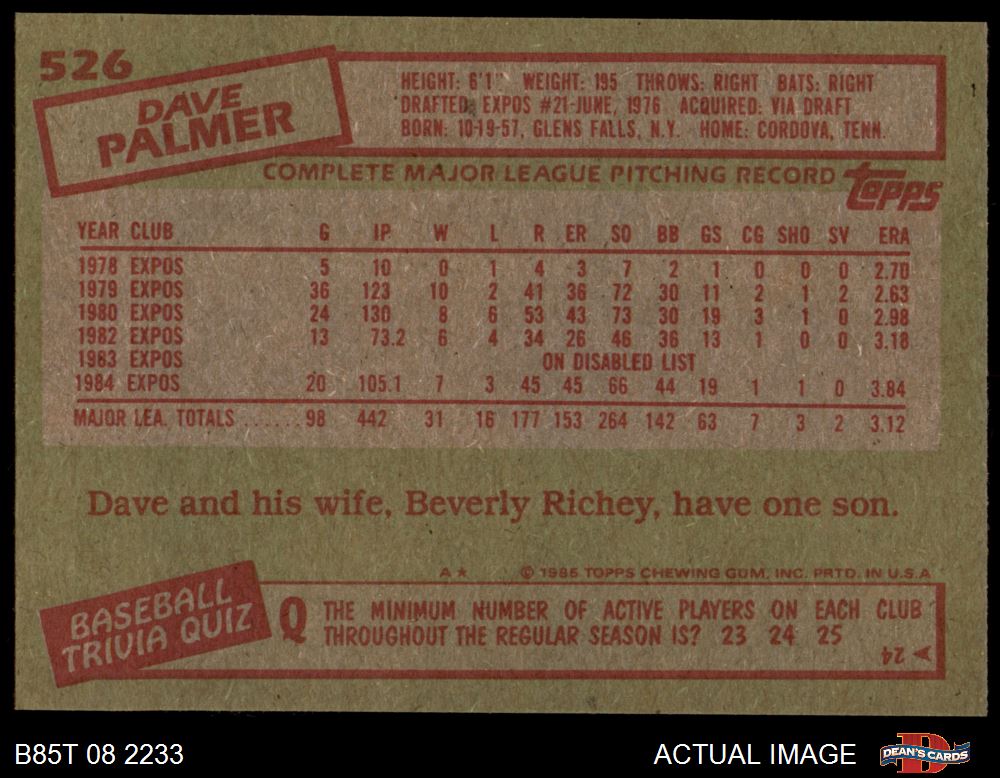 526
DAVE
PALMER
HEIGHT: 6'1" WEIGHT: 195 THROWS: RIGHT BATS: RIGHT
DRAFTED: EXPOS #21-JUNE, 1976 ACQUIRED: VIA DRAFT
BORN: 10-19-57, GLENS FALLS, N.Y. HOME: CORDOVA, TENN.
COMPLETE MAJOR LEAGUE PITCHING RECORD
topps
YEAR CLUB G IP W L R ER SO BB GS CG SHO SV ERA
1978 EXPOS 5 10 0 1 4 3 7 2 1 0 0 0 2.70
1979 EXPOS 36 123 10 2 41 36 72 30 11 2 1 2 2.63
1980 EXPOS 24 130 8 6 53 43 73 30 19 3 1 0 2.98
1982 EXPOS 13 73.2 6 4 34 26 46 36 13 1 0 0 3.18
1983 EXPOS ON DISABLED LIST
1984 EXPOS 20 105.1 7 3 45 45 66 44 19 1 1 0 3.84
MAJOR LEA. TOTALS ...... 98 442 31 16 177 153 264 142 63 7 3 2 3.12
Dave and his wife, Beverly Richey, have one son.
A * © 1985 TOPPS CHEWING GUM, INC. PRTD. IN U.S.A
BASEBALL
TRIVIA QUIZ
Q THE MINIMUM NUMBER OF ACTIVE PLAYERS ON EACH CLUB
THROUGHOUT THE REGULAR SEASON IS? 23 24 25
A 24
B85T 08 2233
ACTUAL IMAGE
D
DEAN'S CARDS